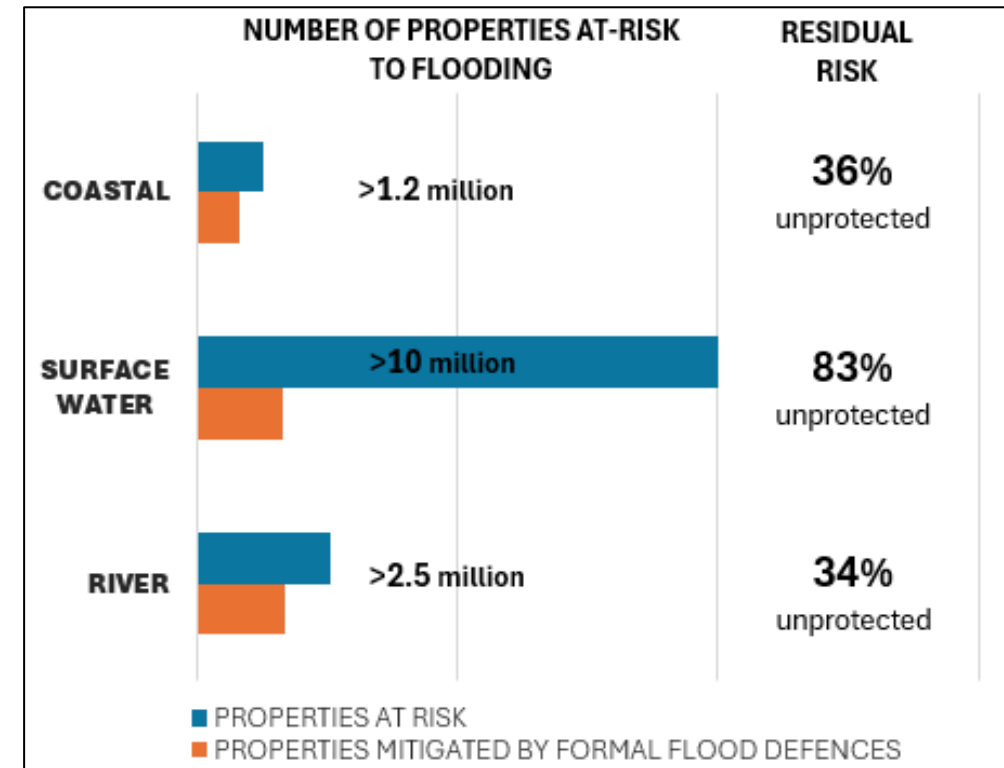 NUMBER OF PROPERTIES AT-RISK
TO FLOODING
RESIDUAL
RISK
COASTAL
>1.2 million
36%
unprotected
SURFACE
WATER
>10 million
83%
unprotected
RIVER
>2.5 million
34%
unprotected
PROPERTIES AT RISK
PROPERTIES MITIGATED BY FORMAL FLOOD DEFENCES